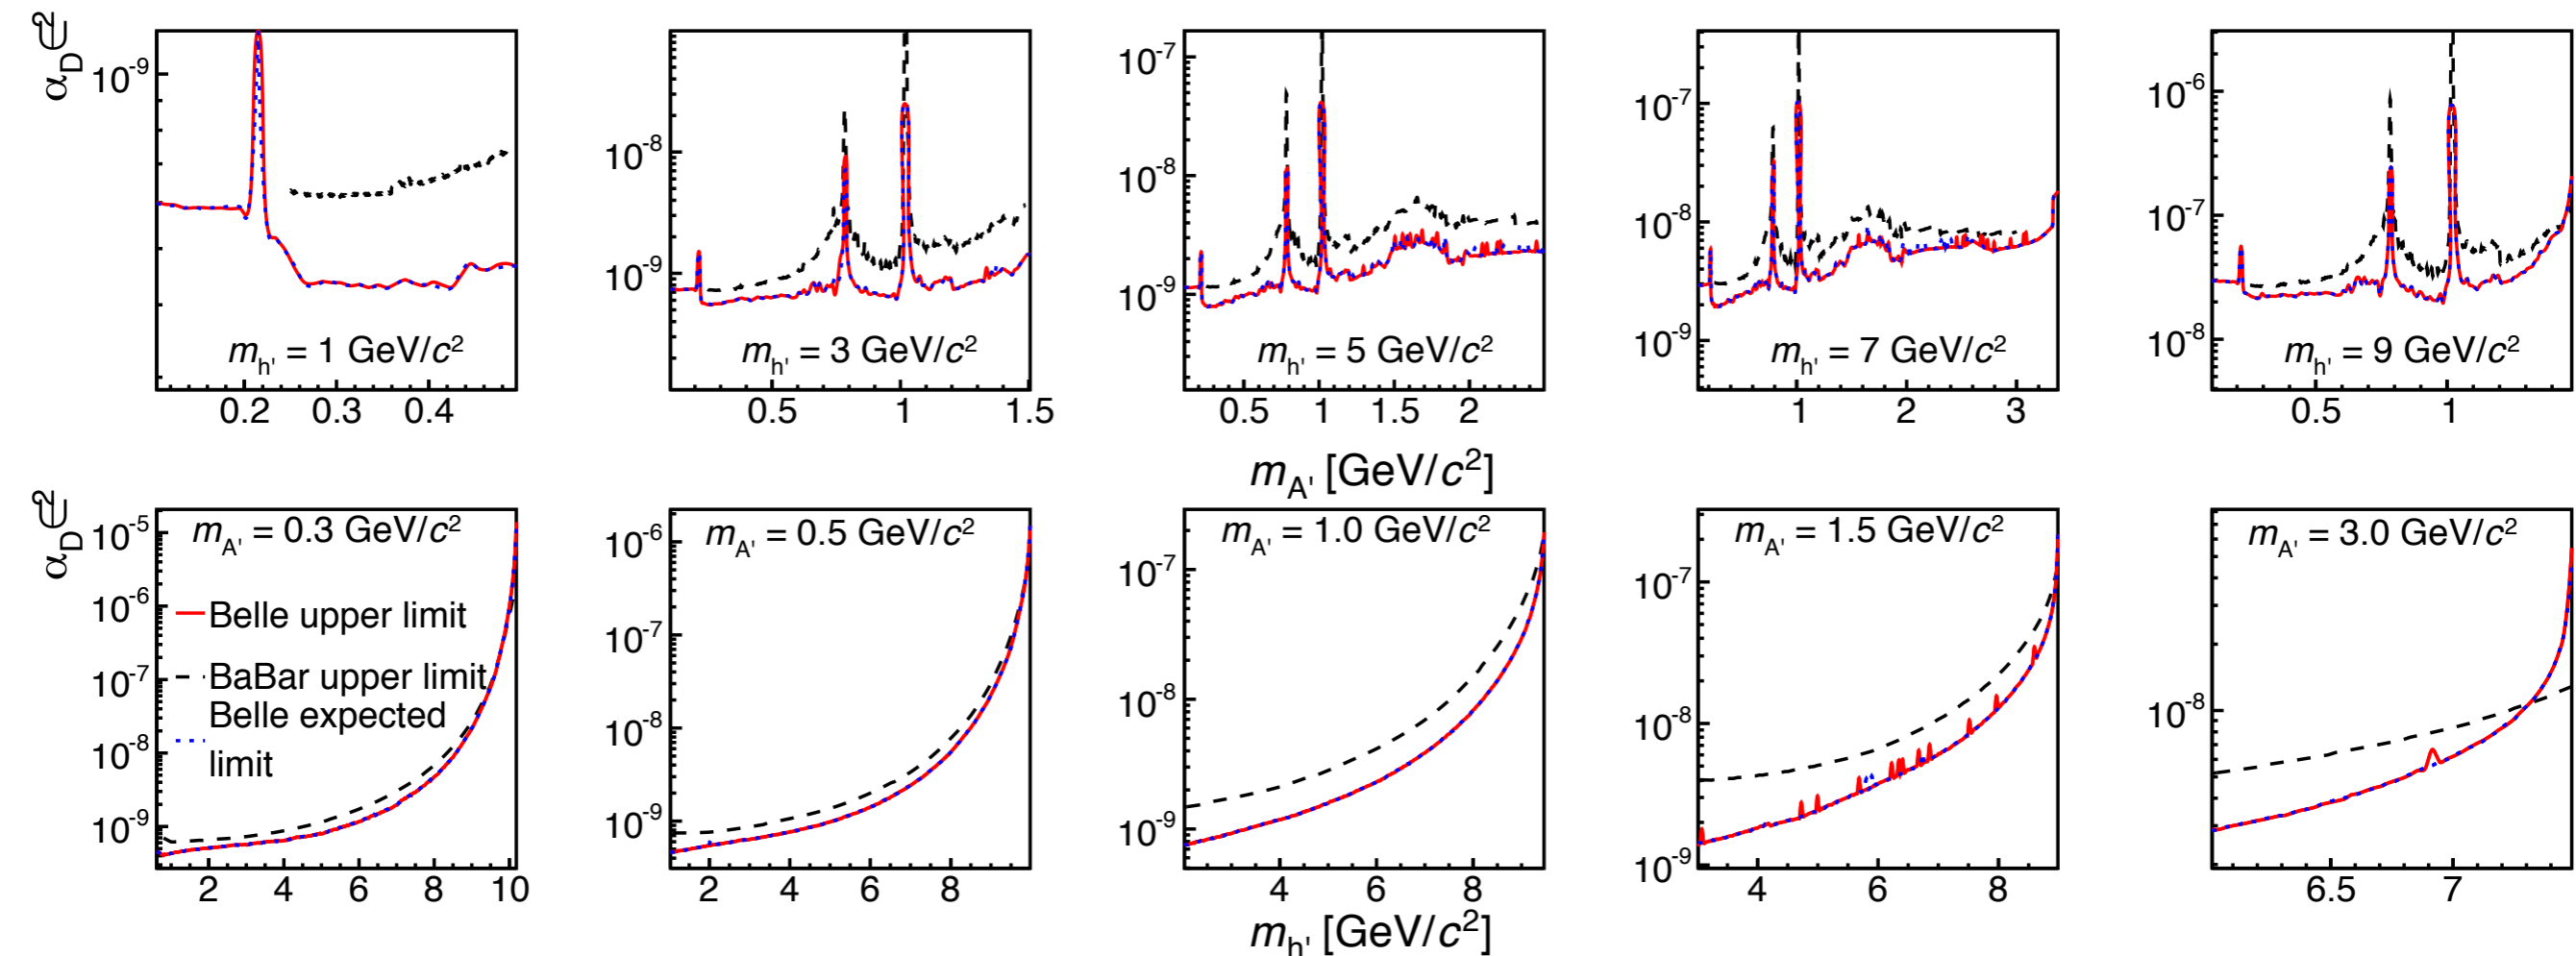 α_D ∈²
10⁻⁹
0.2 0.3 0.4
m_h' = 1 GeV/c²
10⁻⁸
10⁻⁹
0.5 1 1.5
m_h' = 3 GeV/c²
10⁻⁷
10⁻⁸
10⁻⁹
0.5 1 1.5 2
m_h' = 5 GeV/c²
10⁻⁷
10⁻⁸
10⁻⁹
1 2 3
m_h' = 7 GeV/c²
10⁻⁶
10⁻⁷
10⁻⁸
0.5 1
m_h' = 9 GeV/c²
m_A' [GeV/c²]
α_D ∈²
m_A' = 0.3 GeV/c²
10⁻⁵
10⁻⁶
10⁻⁷
10⁻⁸
10⁻⁹
Belle upper limit
BaBar upper limit
Belle expected
limit
2 4 6 8 10
m_A' = 0.5 GeV/c²
10⁻⁶
10⁻⁷
10⁻⁸
10⁻⁹
2 4 6 8
m_A' = 1.0 GeV/c²
10⁻⁷
10⁻⁸
10⁻⁹
4 6 8
m_A' = 1.5 GeV/c²
10⁻⁷
10⁻⁸
10⁻⁹
4 6 8
m_A' = 3.0 GeV/c²
10⁻⁸
6.5 7
m_h' [GeV/c²]